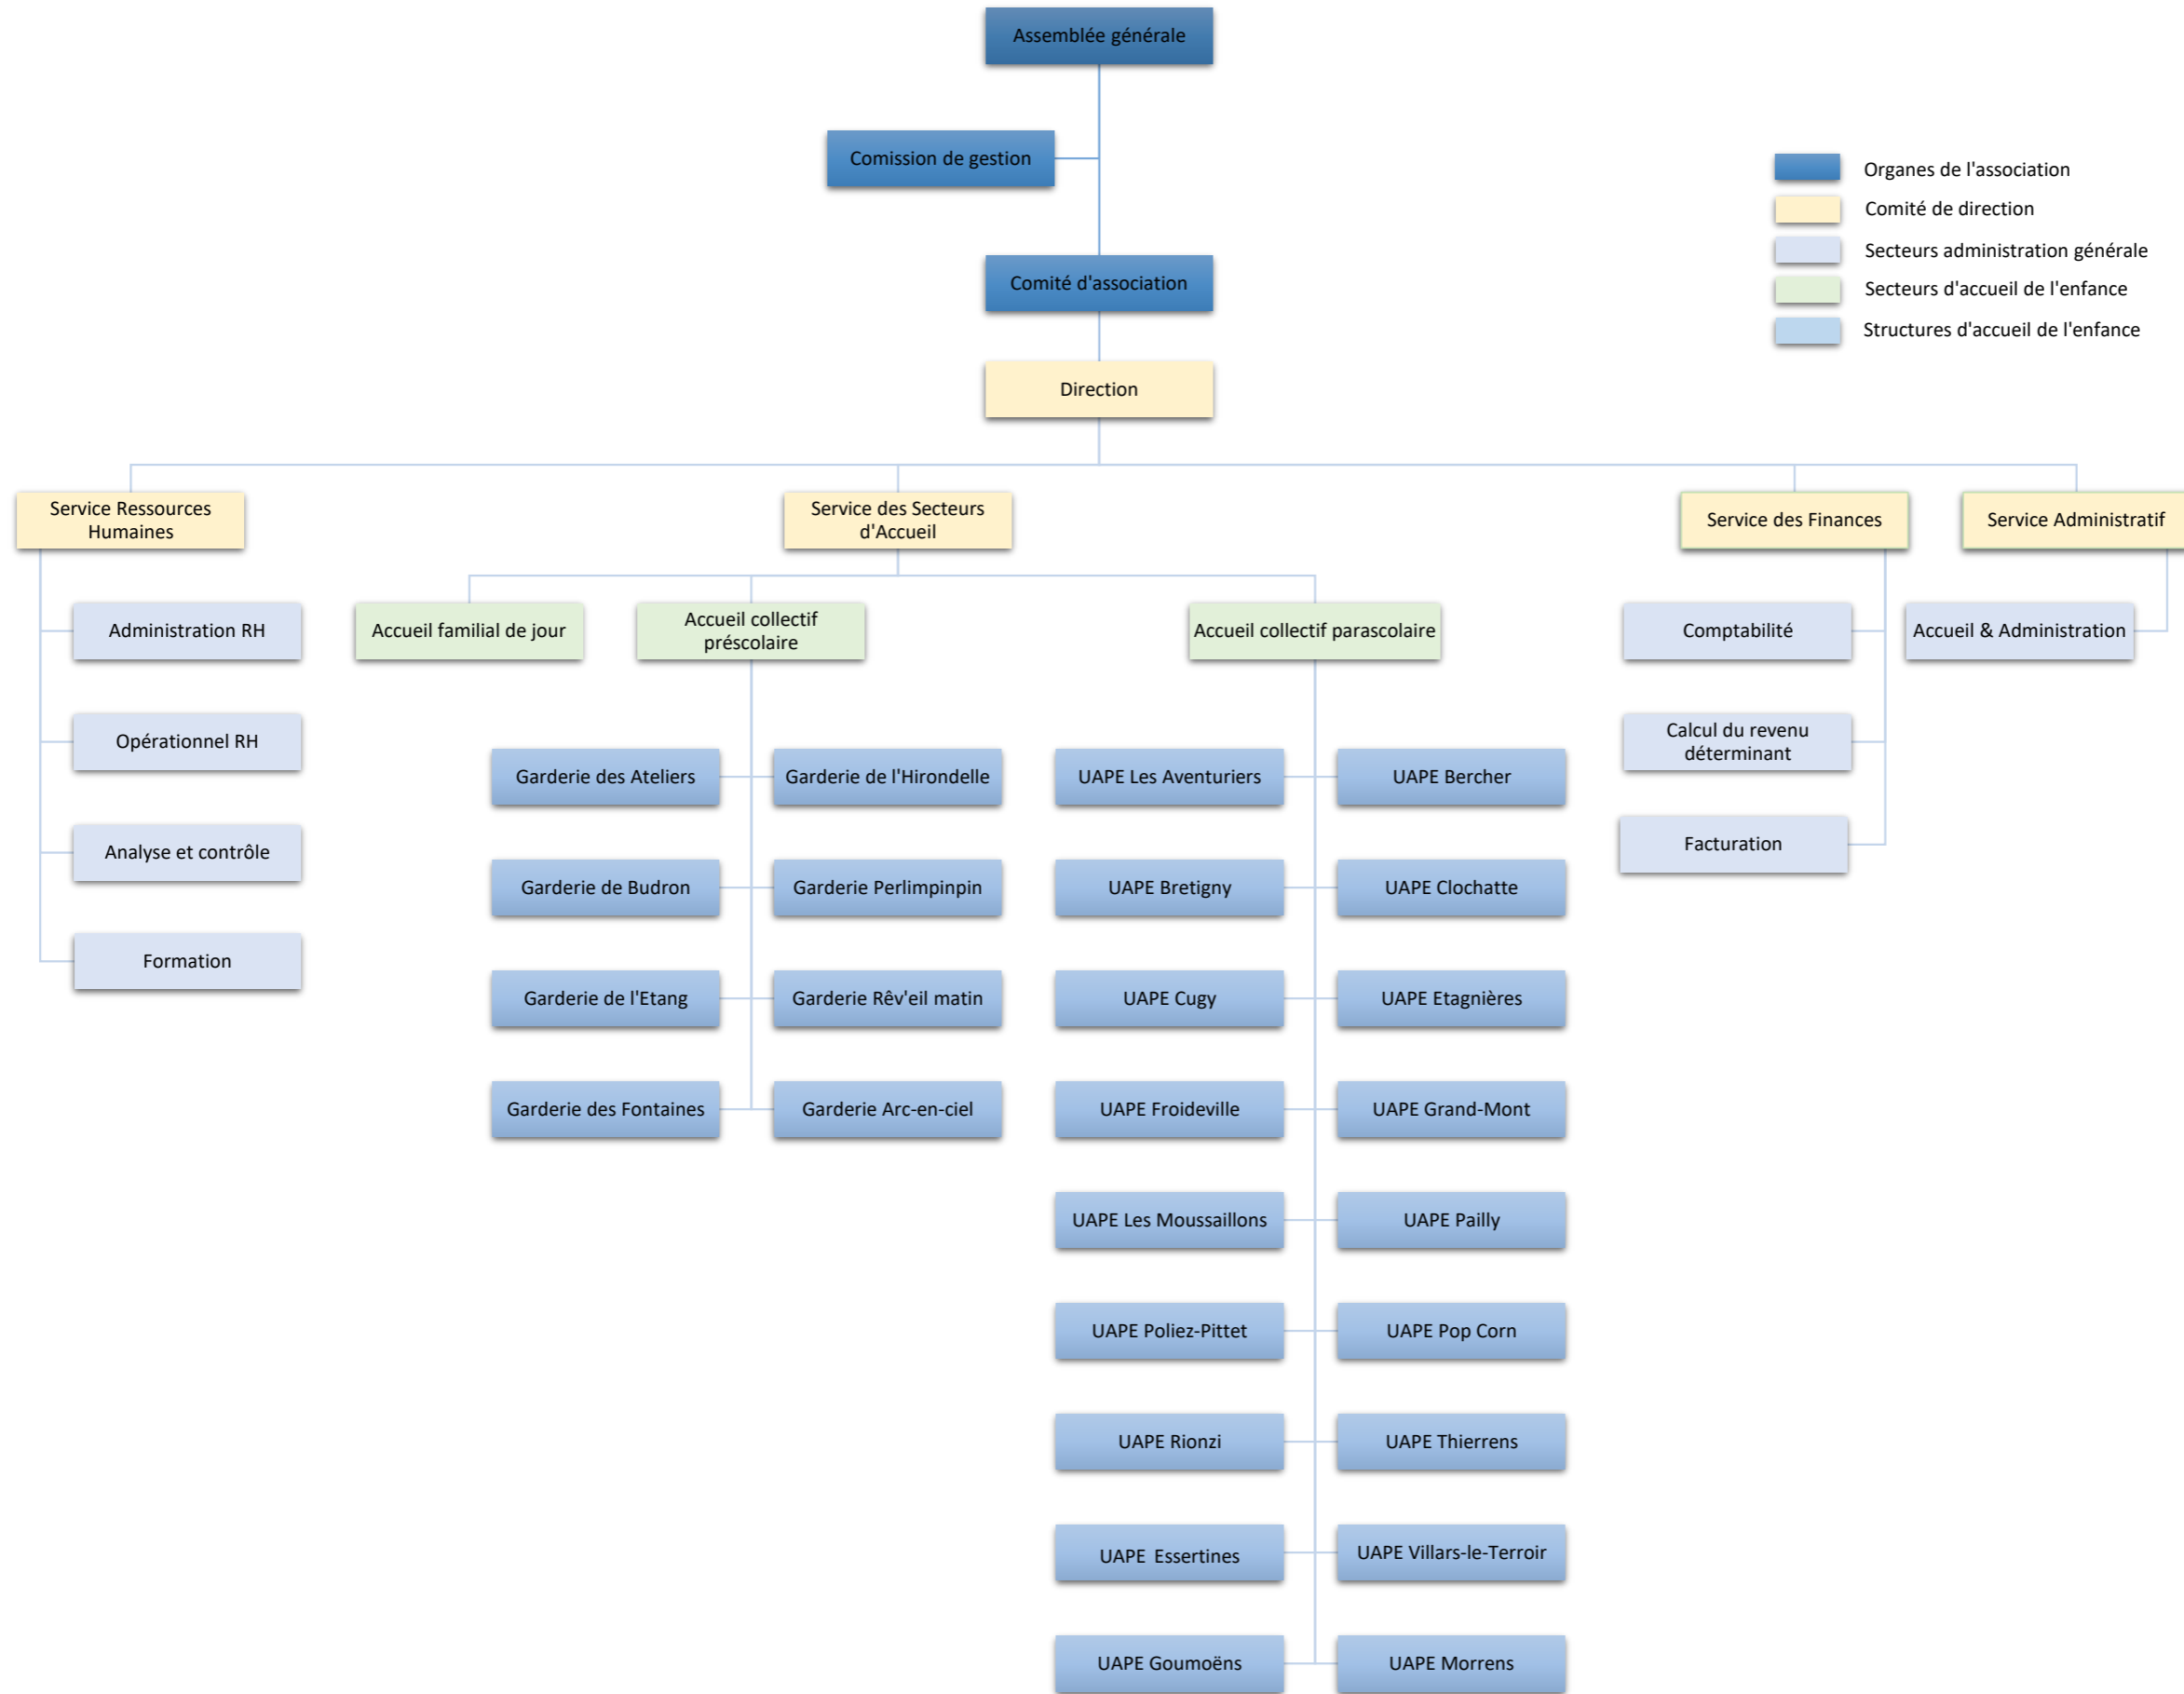 Assemblée générale
Comission de gestion
Organes de l'association
Comité de direction
Secteurs administration générale
Secteurs d'accueil de l'enfance
Structures d'accueil de l'enfance
Comité d'association
Direction
Service Ressources
Humaines
Service des Secteurs
d'Accueil
Service des Finances
Service Administratif
Administration RH
Opérationnel RH
Analyse et contrôle
Formation
Accueil familial de jour
Accueil collectif
préscolaire
Accueil collectif parascolaire
Comptabilité
Calcul du revenu
déterminant
Facturation
Accueil & Administration
Garderie des Ateliers
Garderie de l'Hirondelle
Garderie de Budron
Garderie Perlimpinpin
Garderie de l'Etang
Garderie Rêv'eil matin
Garderie des Fontaines
Garderie Arc-en-ciel
UAPE Les Aventuriers
UAPE Bercher
UAPE Bretigny
UAPE Clochatte
UAPE Cugy
UAPE Etagnières
UAPE Froideville
UAPE Grand-Mont
UAPE Les Moussaillons
UAPE Pailly
UAPE Poliez-Pittet
UAPE Pop Corn
UAPE Rionzi
UAPE Thierrens
UAPE Essertines
UAPE Villars-le-Terroir
UAPE Goumoëns
UAPE Morrens